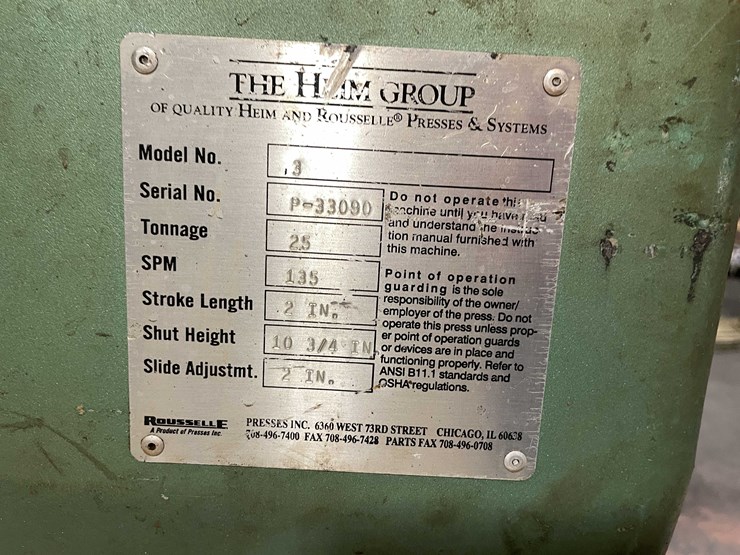 THE HEIM GROUP
OF QUALITY HEIM AND ROUSSELLE® PRESSES & SYSTEMS
Model No. 3
Serial No. P-33090
Tonnage 25
SPM 135
Stroke Length 2 IN.
Shut Height 10 3/4 IN
Slide Adjustmt. 2 IN.
Do not operate this
machine until you have read
and understand the instruc-
tion manual furnished with
this machine.
Point of operation
guarding is the sole
responsibility of the owner/
employer of the press. Do not
operate this press unless prop-
er point of operation guards
or devices are in place and
functioning properly. Refer to
ANSI B11.1 standards and
OSHA regulations.
ROUSSELLE
A Product of Presses Inc.
PRESSES INC. 6360 WEST 73RD STREET CHICAGO, IL 60638
708-496-7400 FAX 708-496-7428 PARTS FAX 708-496-0708